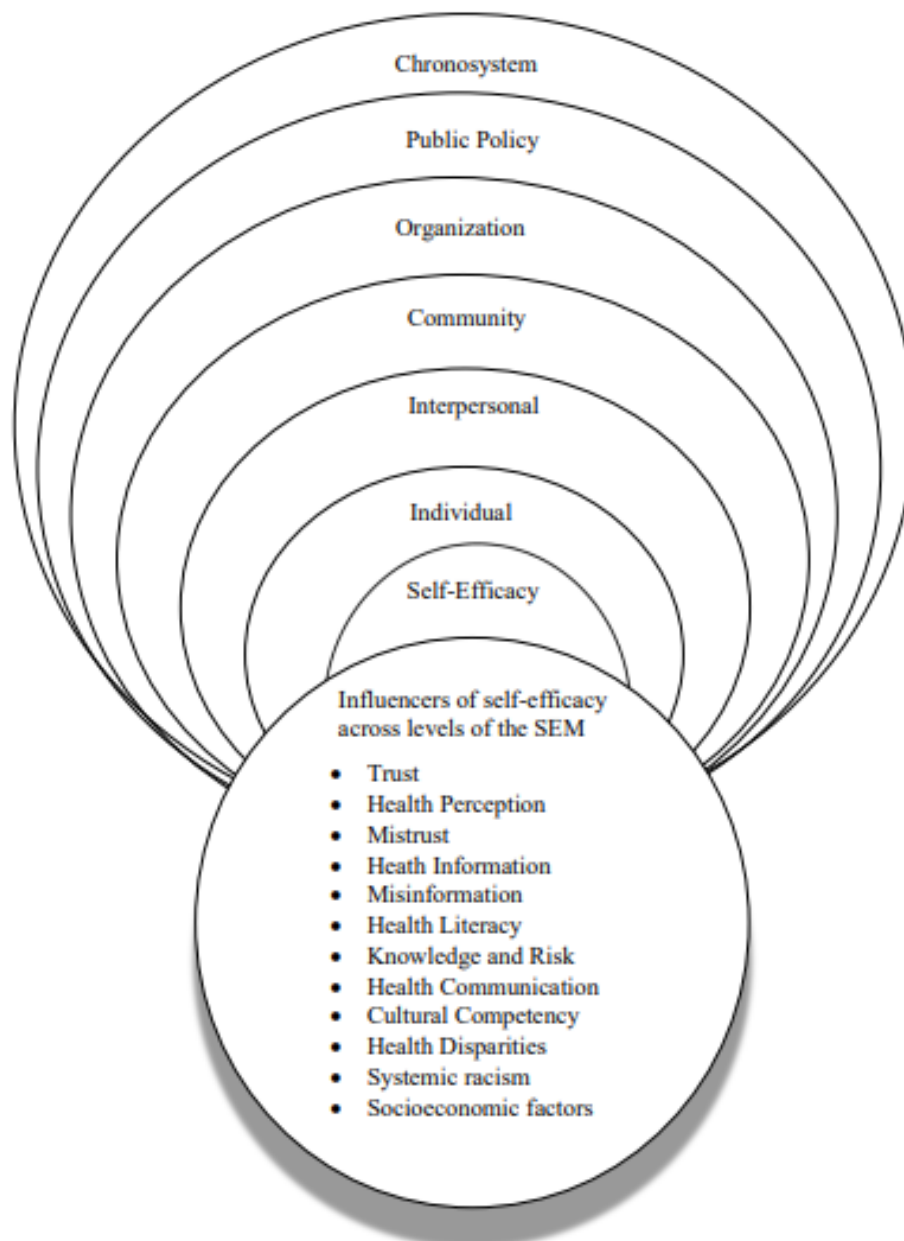 Chronosystem
Public Policy
Organization
Community
Interpersonal
Individual
Self-Efficacy
Influencers of self-efficacy
across levels of the SEM
• Trust
• Health Perception
• Mistrust
• Heath Information
• Misinformation
• Health Literacy
• Knowledge and Risk
• Health Communication
• Cultural Competency
• Health Disparities
• Systemic racism
• Socioeconomic factors